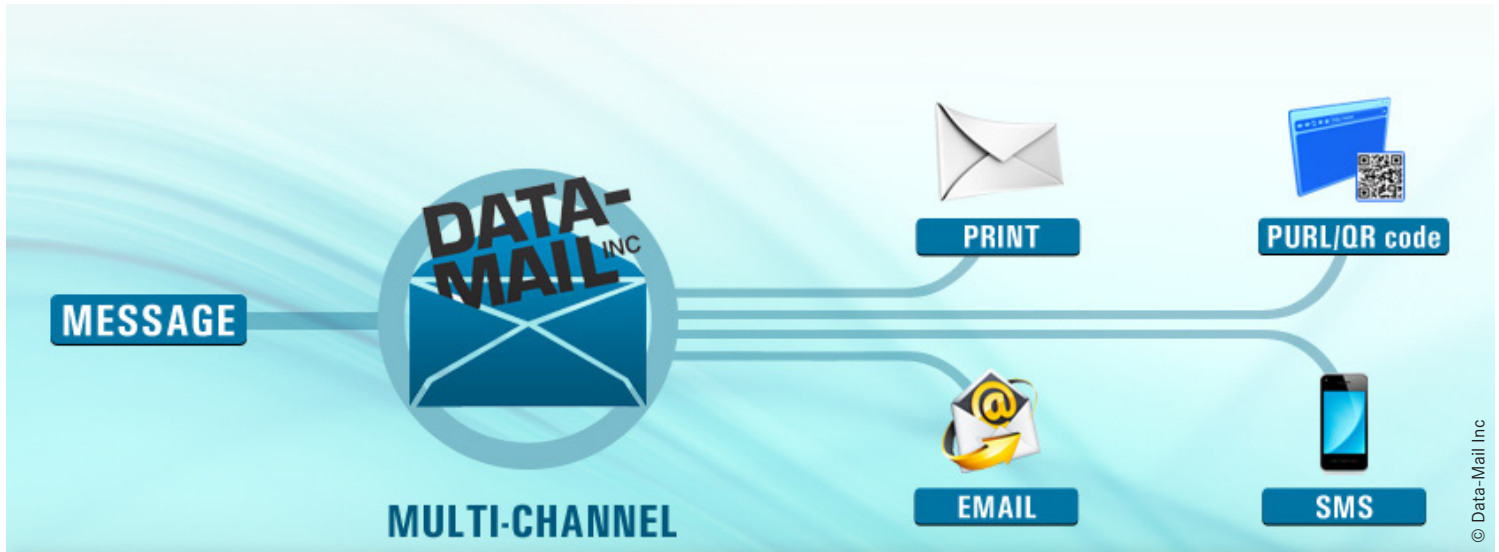 MESSAGE
DATA-
MAIL INC
MULTI-CHANNEL
PRINT
PURL/QR code
EMAIL
SMS
© Data-Mail Inc